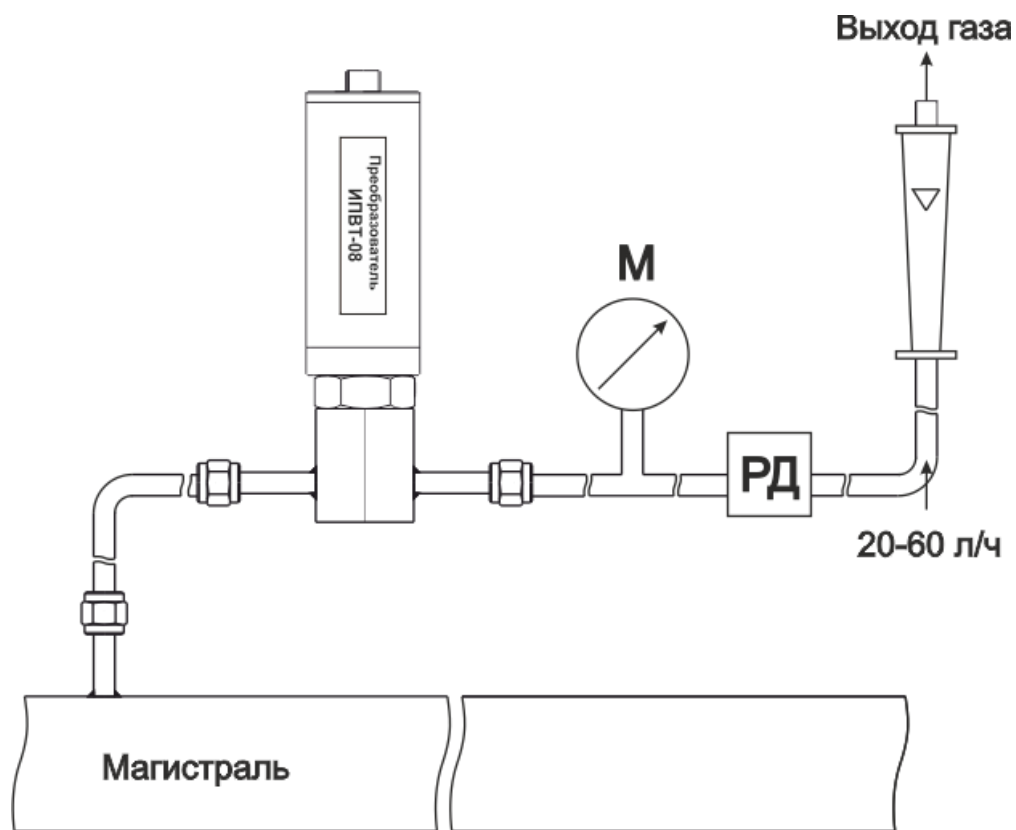 Выход газа
Преобразователь
ИПВТ-08
М
РД
20-60 л/ч
Магистраль